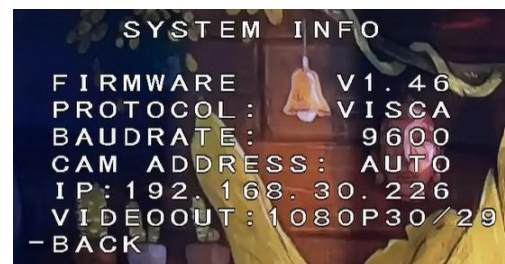 SYSTEM INFO
FIRMWARE V1.46
PROTOCOL: VISCA
BAUDRATE: 9600
CAM ADDRESS: AUTO
IP:192.168.30.226
VIDEOOUT:1080P30/29
-BACK